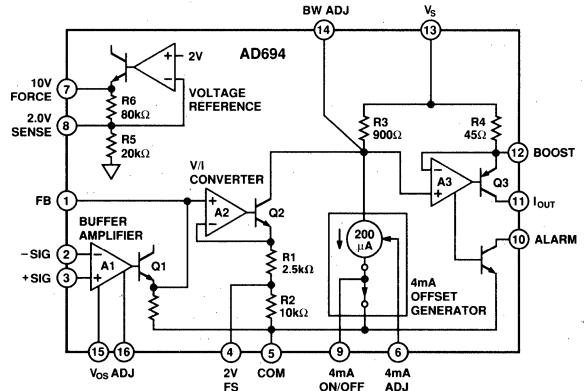 BW ADJ
VS
14
13
AD694
10V
FORCE
7
2.0V
SENSE
8
2V
VOLTAGE
REFERENCE
R6
80kΩ
R5
20kΩ
R3
900Ω
R4
45Ω
12
BOOST
A3
Q3
11
IOUT
10
ALARM
FB
1
V/I
CONVERTER
A2
Q2
BUFFER
AMPLIFIER
–SIG
2
+SIG
3
A1
Q1
R1
2.5kΩ
R2
10kΩ
200
μA
4mA
OFFSET
GENERATOR
15
16
4
5
9
6
VOS ADJ
2V
FS
COM
4mA
ON/OFF
4mA
ADJ